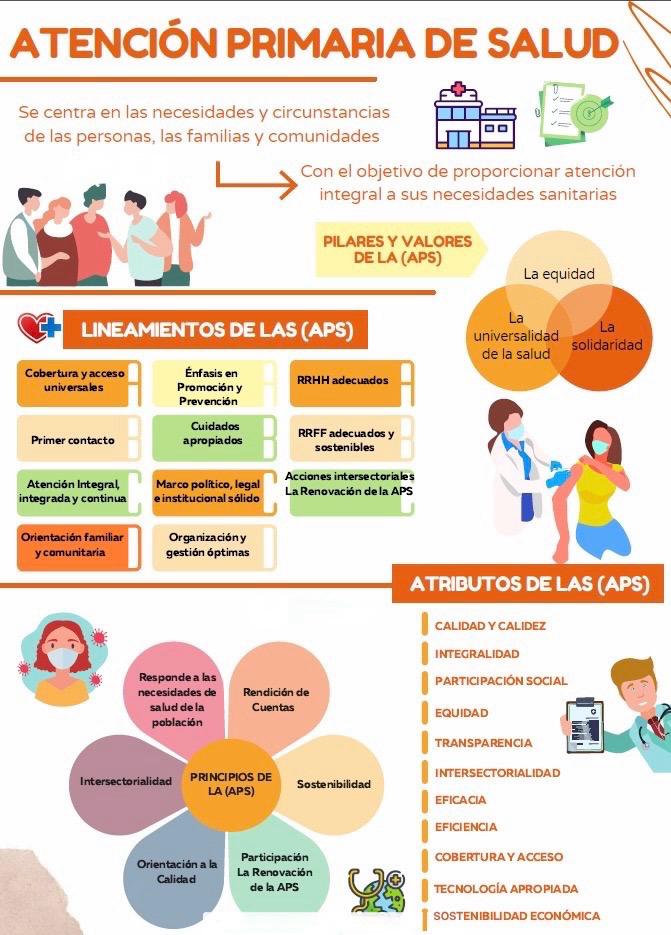 ATENCIÓN PRIMARIA DE SALUD
Se centra en las necesidades y circunstancias
de las personas, las familias y comunidades
Con el objetivo de proporcionar atención
integral a sus necesidades sanitarias
PILARES Y VALORES
DE LA (APS)
La equidad
La
universalidad
de la salud
La
solidaridad
LINEAMIENTOS DE LAS (APS)
Cobertura y acceso
universales
Énfasis en
Promoción y
Prevención
RRHH adecuados
Primer contacto
Cuidados
apropiados
RRFF adecuados y
sostenibles
Atención Integral,
integrada y continua
Marco político, legal
e institucional sólido
Acciones intersectoriales
La Renovación de la APS
Orientación familiar
y comunitaria
Organización y
gestión óptimas
ATRIBUTOS DE LAS (APS)
CALIDAD Y CALIDEZ
INTEGRALIDAD
PARTICIPACIÓN SOCIAL
EQUIDAD
TRANSPARENCIA
INTERSECTORIALIDAD
EFICACIA
EFICIENCIA
COBERTURA Y ACCESO
TECNOLOGÍA APROPIADA
SOSTENIBILIDAD ECONÓMICA
Responde a las
necesidades de
salud de la
población
Rendición de
Cuentas
Intersectorialidad
PRINCIPIOS DE
LA (APS)
Sostenibilidad
Orientación a la
Calidad
Participación
La Renovación
de la APS